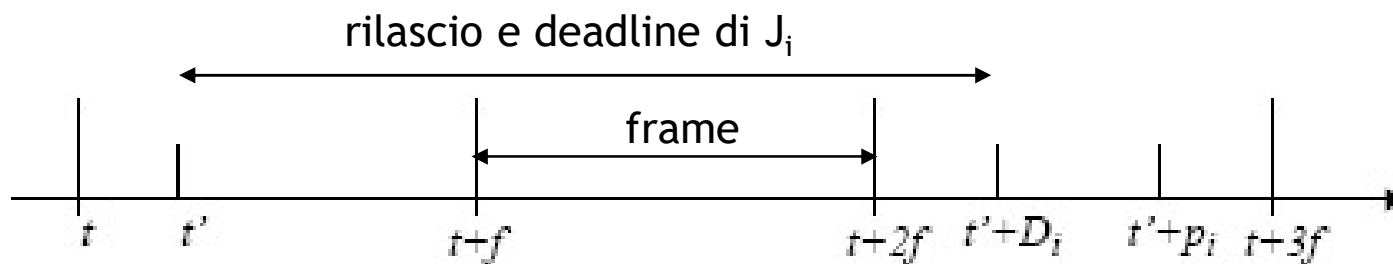 rilascio e deadline di Jᵢ
frame
t t' t+f t+2f t'+Dᵢ t'+pᵢ t+3f